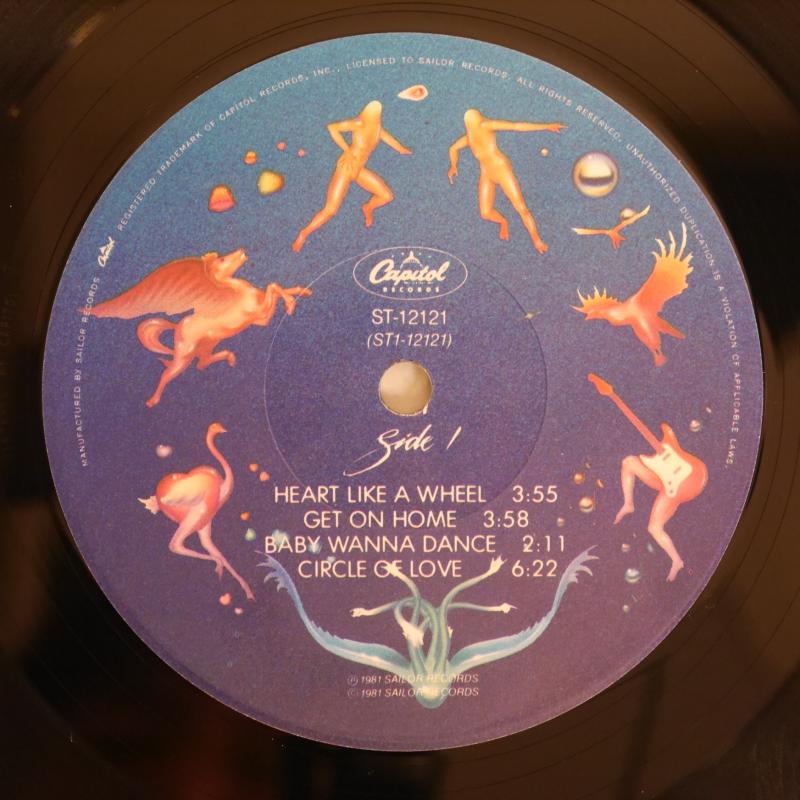 MANUFACTURED BY SAILOR RECORDS Capitol REGISTERED TRADEMARK OF CAPITOL RECORDS, INC., LICENSED TO SAILOR RECORDS. ALL RIGHTS RESERVED. UNAUTHORIZED DUPLICATION IS A VIOLATION OF APPLICABLE LAWS.
Capitol
RECORDS
ST-12121
(ST1-12121)
Side 1
HEART LIKE A WHEEL 3:55
GET ON HOME 3:58
BABY WANNA DANCE 2:11
CIRCLE OF LOVE 6:22
℗ 1981 SAILOR RECORDS
© 1981 SAILOR RECORDS